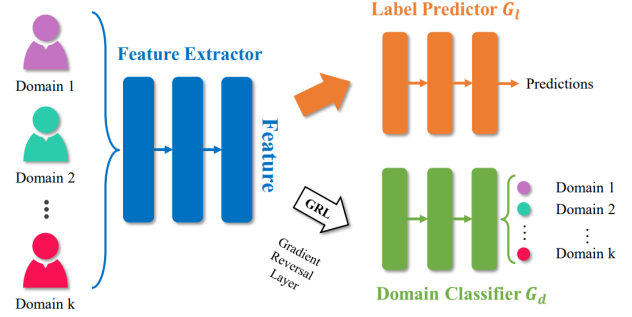 Domain 1
Domain 2
Domain k
Feature Extractor
Feature
GRL
Gradient
Reversal
Layer
Label Predictor G_l
Predictions
Domain 1
Domain 2
Domain k
Domain Classifier G_d